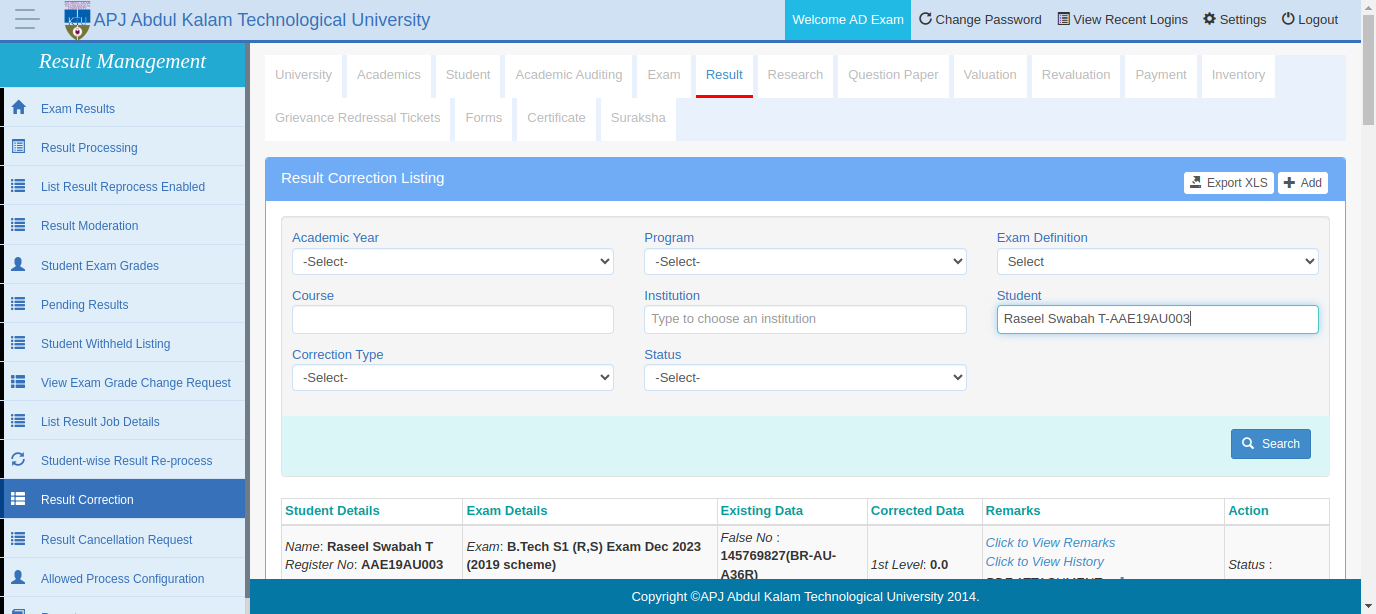 APJ Abdul Kalam Technological University
Welcome AD Exam Change Password View Recent Logins Settings Logout
Result Management
Exam Results
Result Processing
List Result Reprocess Enabled
Result Moderation
Student Exam Grades
Pending Results
Student Withheld Listing
View Exam Grade Change Request
List Result Job Details
Student-wise Result Re-process
Result Correction
Result Cancellation Request
Allowed Process Configuration
University Academics Student Academic Auditing Exam Result Research Question Paper Valuation Revaluation Payment Inventory
Grievance Redressal Tickets Forms Certificate Suraksha
Result Correction Listing
Export XLS Add
Academic Year Program Exam Definition
-Select- -Select- Select
Course Institution Student
Type to choose an institution Raseel Swabah T-AAE19AU003
Correction Type Status
-Select- -Select-
Search
Student Details Exam Details Existing Data Corrected Data Remarks Action
Name: Raseel Swabah T
Register No: AAE19AU003
Exam: B.Tech S1 (R,S) Exam Dec 2023
(2019 scheme)
False No :
145769827(BR-AU-
A36R)
1st Level: 0.0
Click to View Remarks
Click to View History
Status :
Copyright ©APJ Abdul Kalam Technological University 2014.